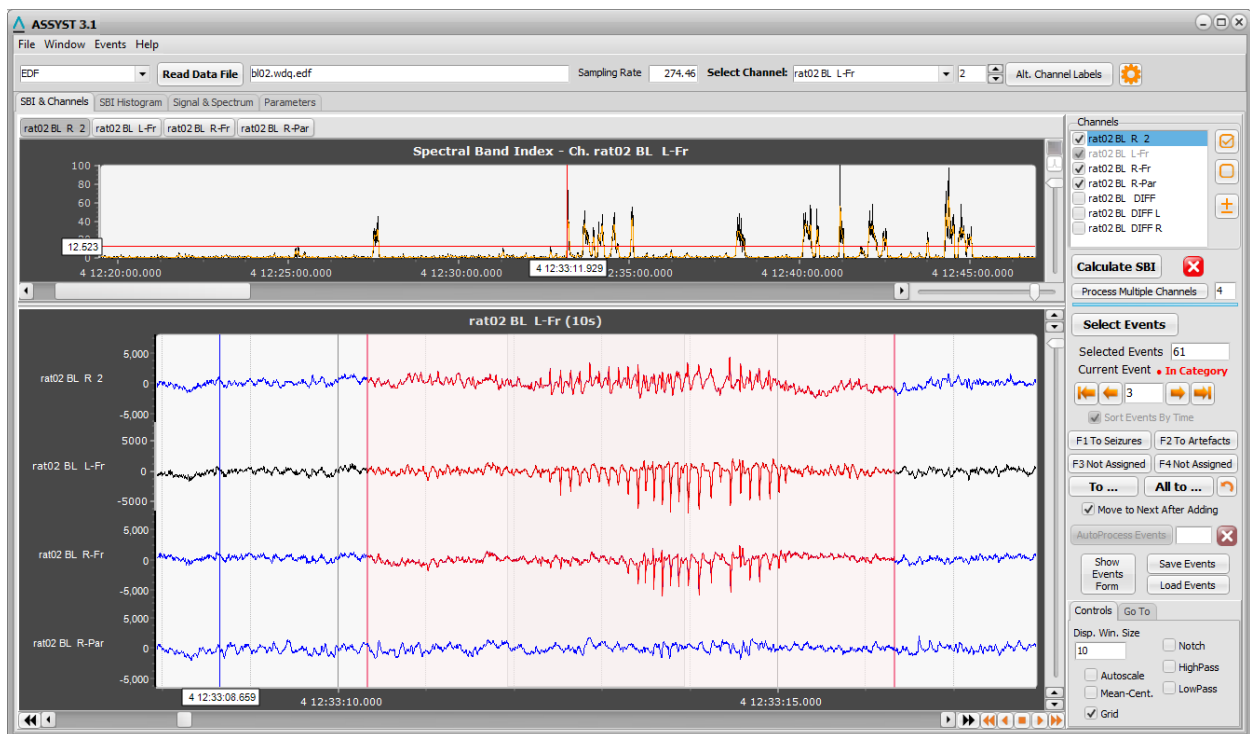 ASSYST 3.1
File Window Events Help
EDF Read Data File bl02.wdq.edf Sampling Rate 274.46 Select Channel: rat02 BL L-Fr 2 Alt. Channel Labels
SBI & Channels SBI Histogram Signal & Spectrum Parameters
rat02 BL R 2 rat02 BL L-Fr rat02 BL R-Fr rat02 BL R-Par
Spectral Band Index - Ch. rat02 BL L-Fr
100
80
60
40
12.523
0
4 12:20:00.000 4 12:25:00.000 4 12:30:00.000 4 12:33:11.929 2:35:00.000 4 12:40:00.000 4 12:45:00.000
rat02 BL L-Fr (10s)
5,000
rat02 BL R 2 0
-5,000
5000
rat02 BL L-Fr 0
-5000
5,000
rat02 BL R-Fr 0
-5,000
5,000
rat02 BL R-Par 0
-5,000
4 12:33:08.659 4 12:33:10.000 4 12:33:15.000
Channels
rat02 BL R 2
rat02 BL L-Fr
rat02 BL R-Fr
rat02 BL R-Par
rat02 BL DIFF
rat02 BL DIFF L
rat02 BL DIFF R
Calculate SBI
Process Multiple Channels 4
Select Events
Selected Events 61
Current Event • In Category
3
Sort Events By Time
F1 To Seizures F2 To Artefacts
F3 Not Assigned F4 Not Assigned
To ... All to ...
Move to Next After Adding
AutoProcess Events
Show Events Form
Save Events
Load Events
Controls Go To
Disp. Win. Size
10
Notch
Autoscale
HighPass
Mean-Cent.
LowPass
Grid